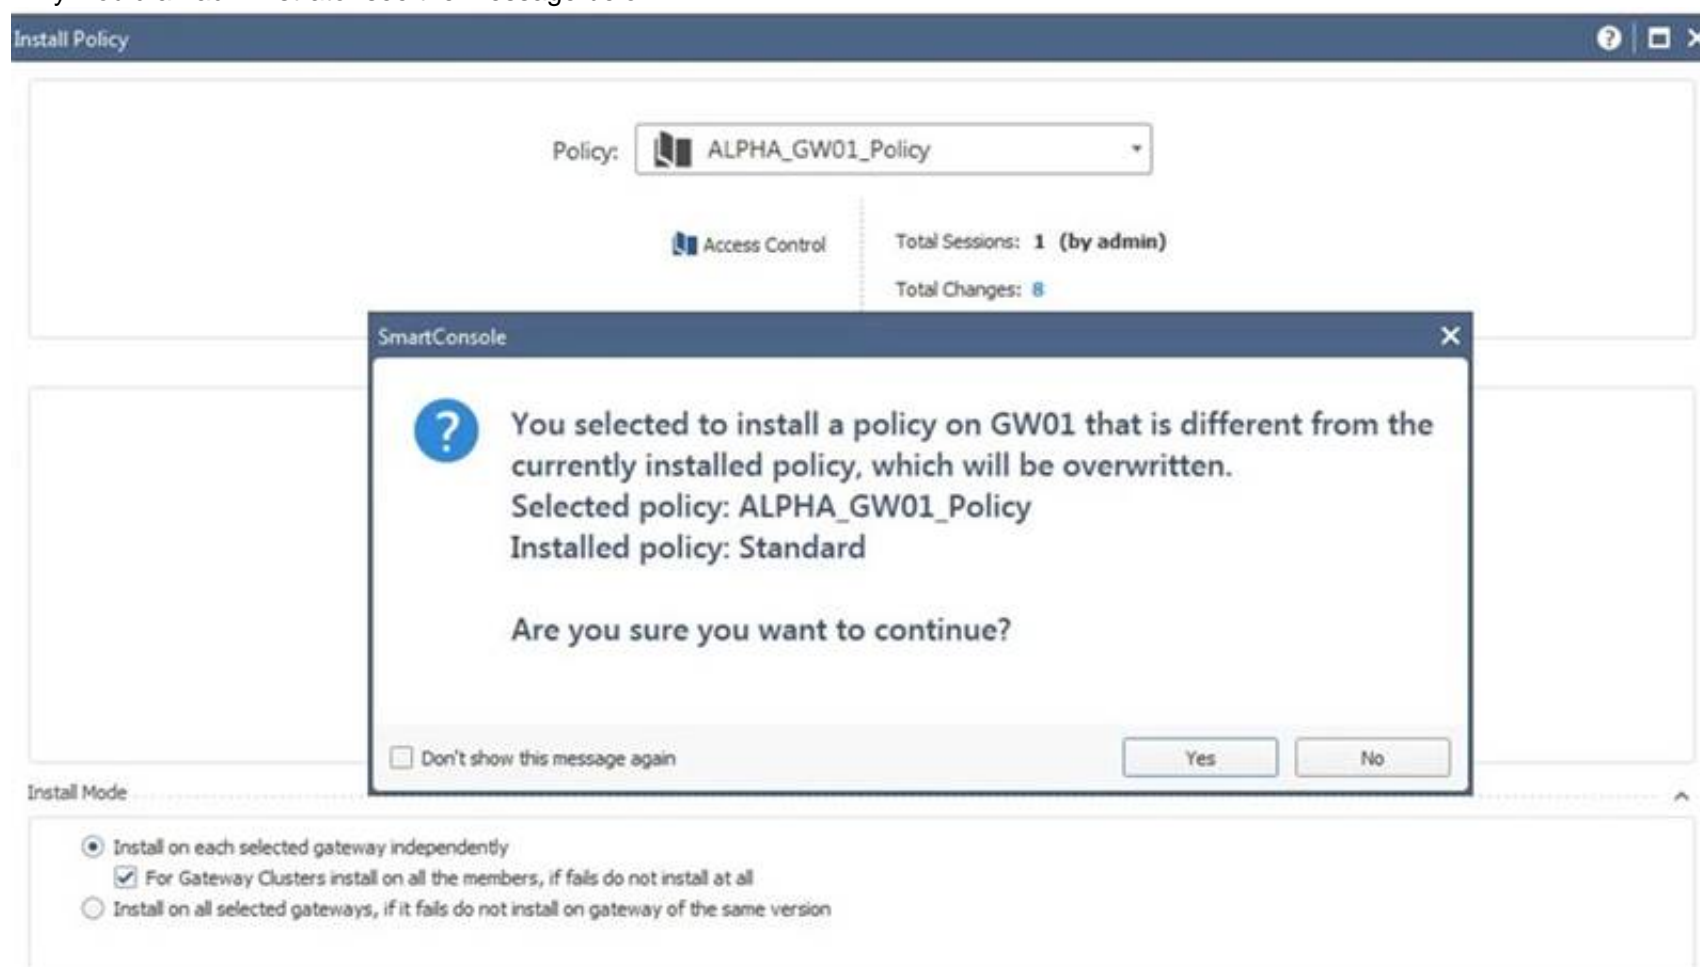 Install Policy
Policy: ALPHA_GW01_Policy
Access Control
Total Sessions: 1 (by admin)
Total Changes: 8
SmartConsole
You selected to install a policy on GW01 that is different from the
currently installed policy, which will be overwritten.
Selected policy: ALPHA_GW01_Policy
Installed policy: Standard
Are you sure you want to continue?
Don't show this message again
Yes
No
Install Mode
Install on each selected gateway independently
For Gateway Clusters install on all the members, if fails do not install at all
Install on all selected gateways, if it fails do not install on gateway of the same version